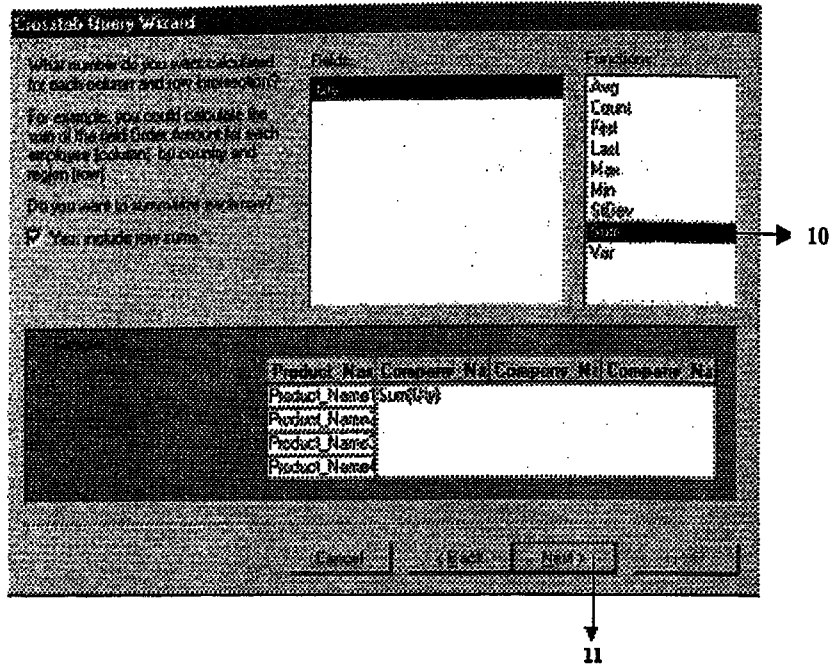 Crosstab Query Wizard
What number do you want calculated
for each column and row intersection?
For example, you could calculate the
sum of the field Order Amount for each
employee (column) by country and
region (row).
Do you want to summarize each row?
Yes, include row sums.
Fields:
Qty
Functions:
Avg
Count
First
Last
Max
Min
StDev
Sum
Var
10
Product_Nam Company_Na Company_Na Company_Na
Product_Name1 Sum(Qty)
Product_Name2
Product_Name3
Product_Name4
Cancel
< Back
Next >
11